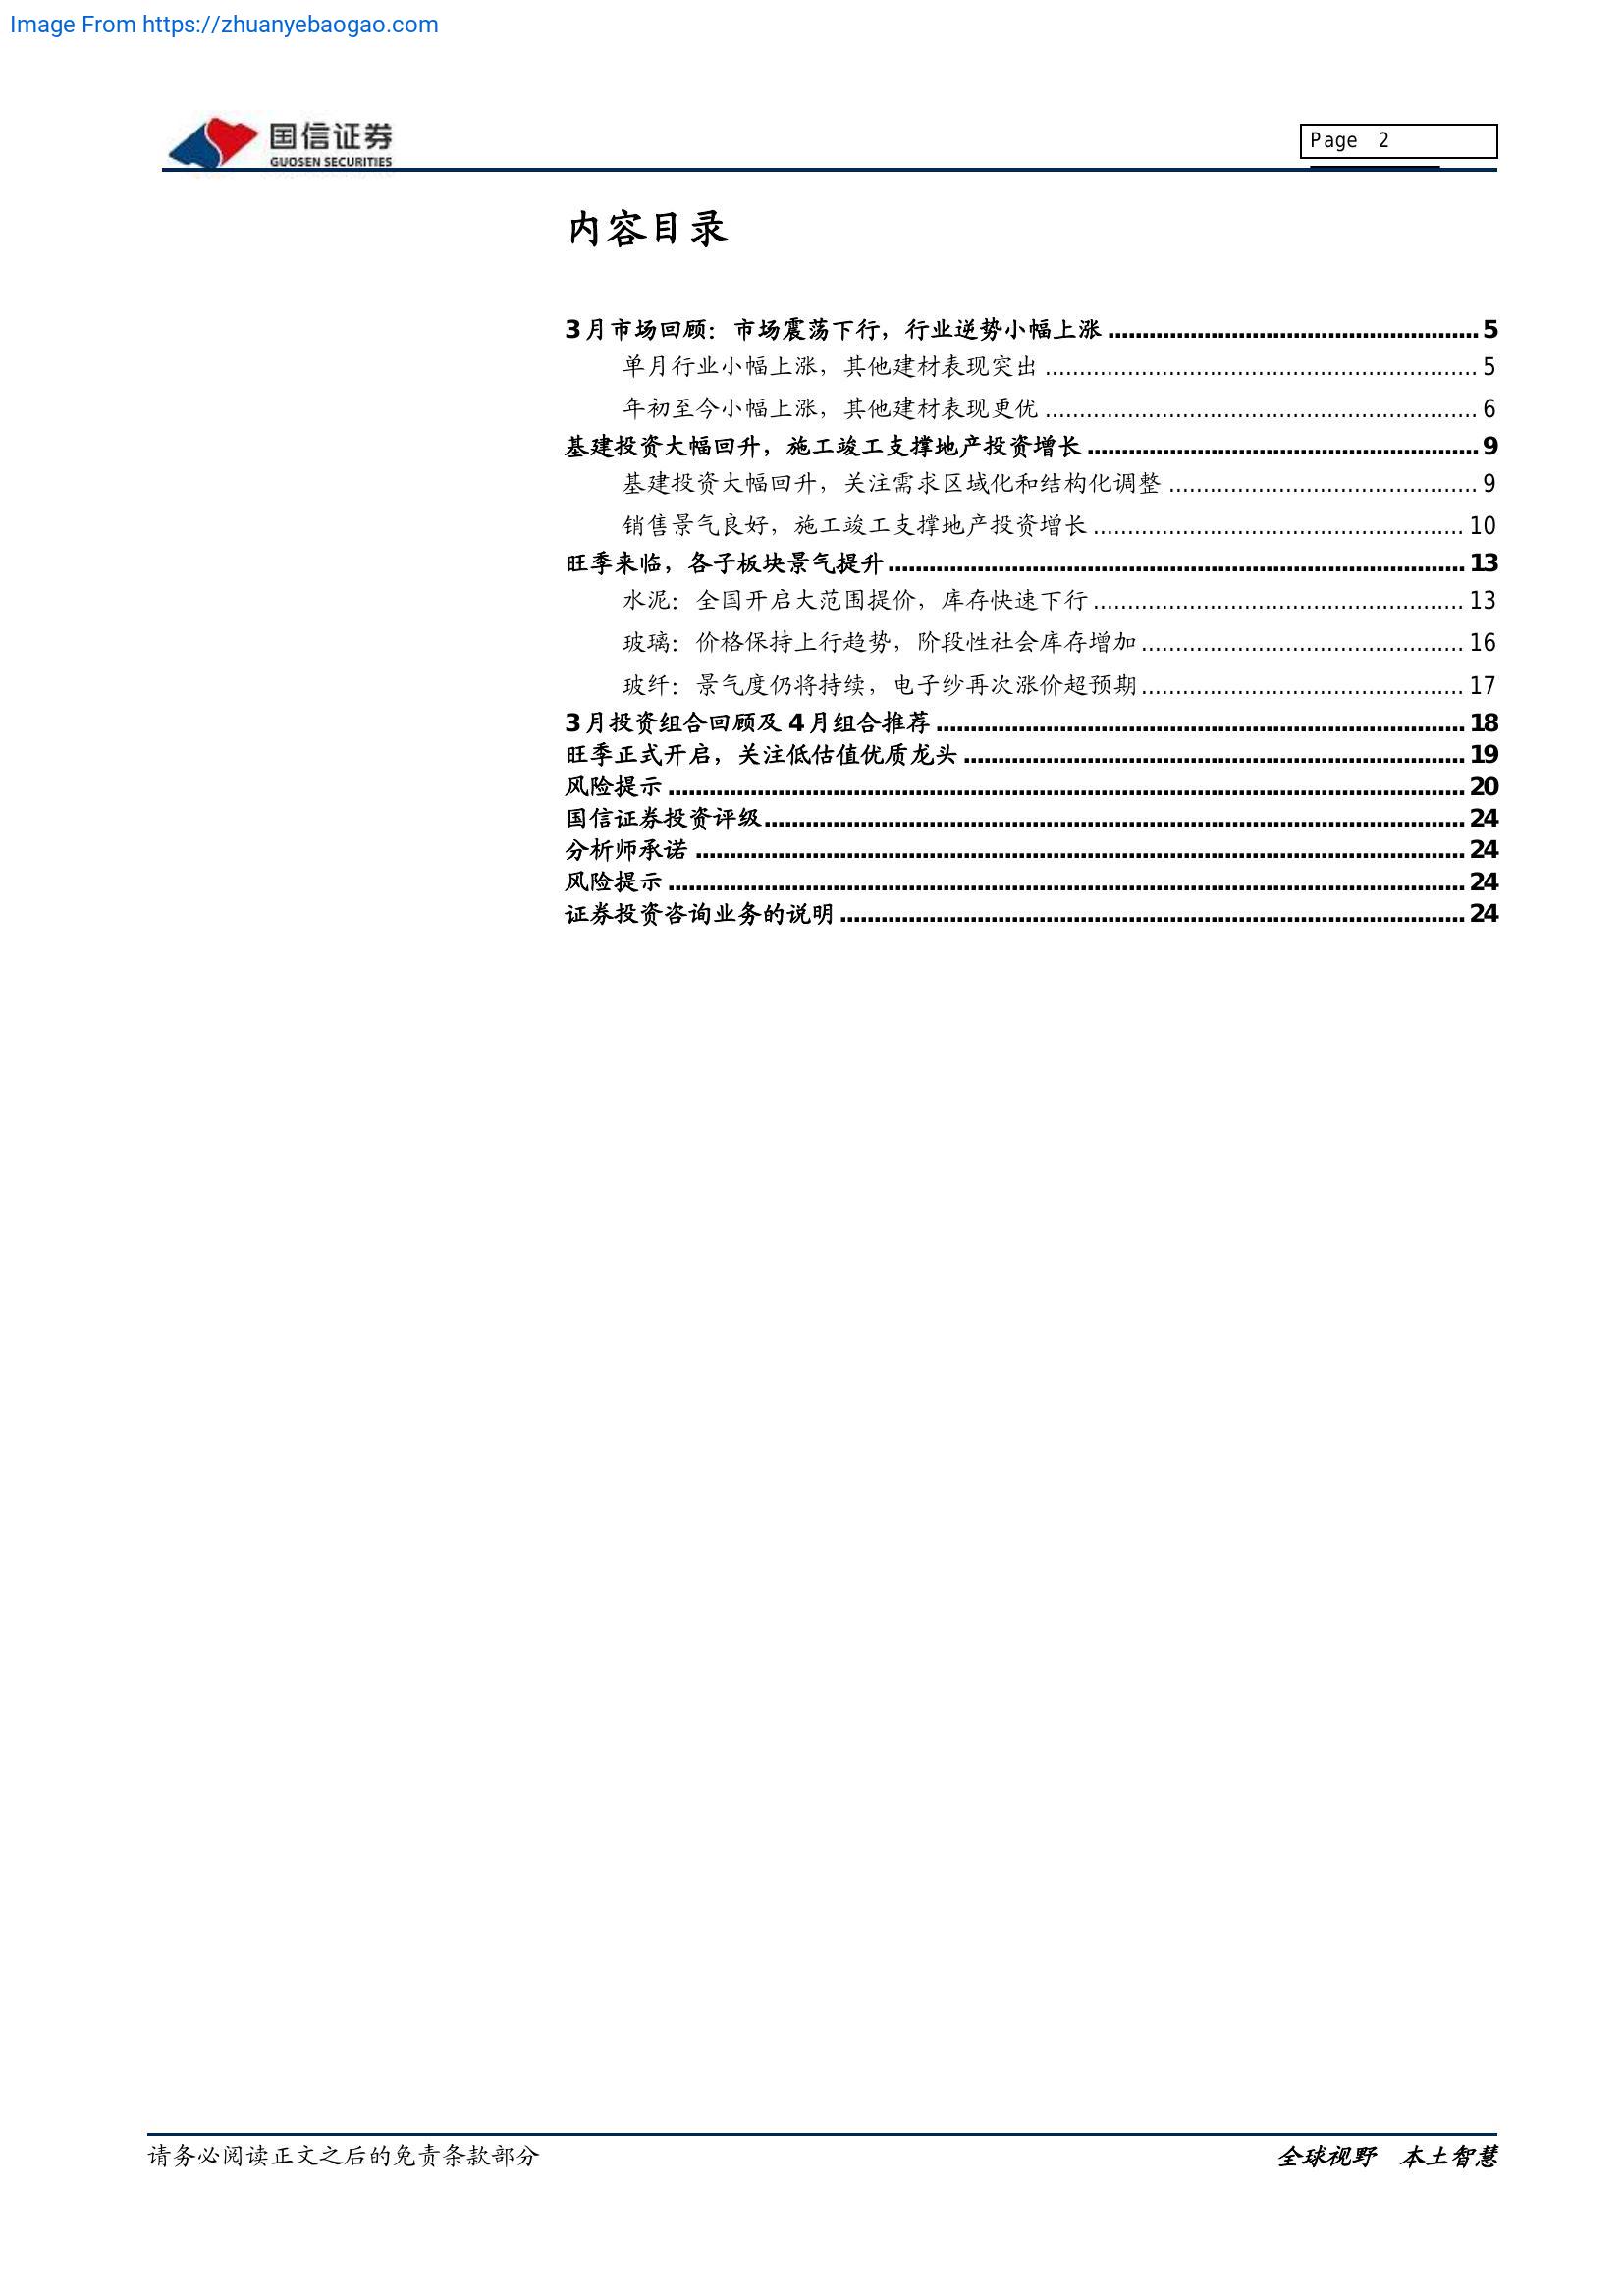 Image From https://zhuanyebaogao.com
国信证券
GUOSEN SECURITIES
Page 2
内容目录
3月市场回顾：市场震荡下行，行业逆势小幅上涨 ........................................................ 5
单月行业小幅上涨，其他建材表现突出 ................................................................ 5
年初至今小幅上涨，其他建材表现更优 ................................................................ 6
基建投资大幅回升，施工竣工支撑地产投资增长 ........................................................ 9
基建投资大幅回升，关注需求区域化和结构化调整 .............................................. 9
销售景气良好，施工竣工支撑地产投资增长 ....................................................... 10
旺季来临，各子板块景气提升 .................................................................................... 13
水泥：全国开启大范围提价，库存快速下行 ....................................................... 13
玻璃：价格保持上行趋势，阶段性社会库存增加 ................................................ 16
玻纤：景气度仍将持续，电子纱再次涨价超预期 ................................................ 17
3月投资组合回顾及 4月组合推荐 ............................................................................. 18
旺季正式开启，关注低估值优质龙头 ......................................................................... 19
风险提示 .................................................................................................................... 20
国信证券投资评级 ...................................................................................................... 24
分析师承诺 ................................................................................................................ 24
风险提示 .................................................................................................................... 24
证券投资咨询业务的说明 ........................................................................................... 24
请务必阅读正文之后的免责条款部分
全球视野 本土智慧